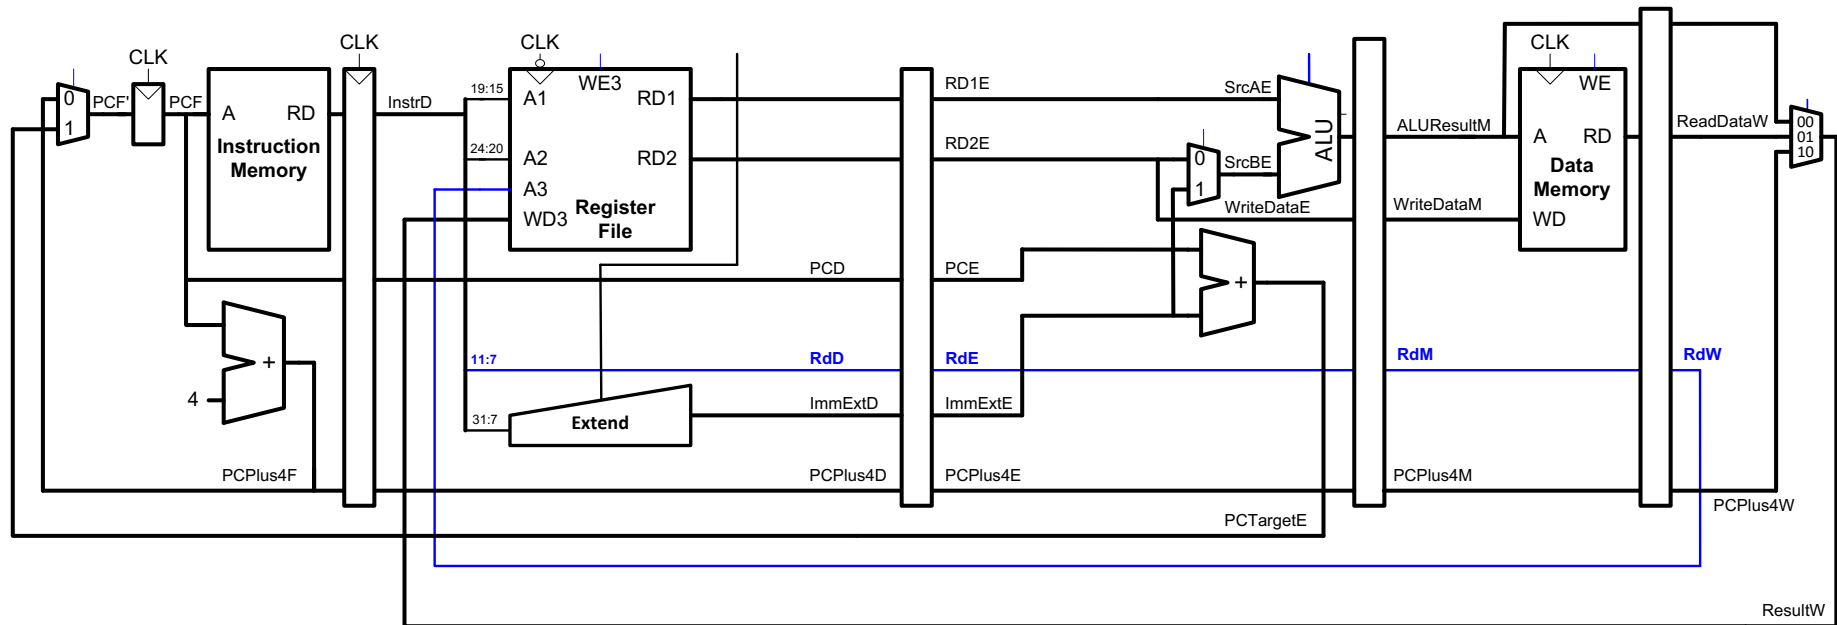 CLK
CLK
CLK
CLK
0
1
PCF'
PCF
A
RD
Instruction
Memory
InstrD
19:15
24:20
A1
A2
A3
WD3
WE3
RD1
RD2
Register
File
RD1E
RD2E
0
1
SrcAE
SrcBE
ALU
WriteDataE
ALUResultM
WriteDataM
WE
A
RD
Data
Memory
WD
ReadDataW
00
01
10
PCD
PCE
+
4
+
11:7
RdD
RdE
RdM
RdW
31:7
Extend
ImmExtD
ImmExtE
PCPlus4F
PCPlus4D
PCPlus4E
PCPlus4M
PCPlus4W
PCTargetE
ResultW